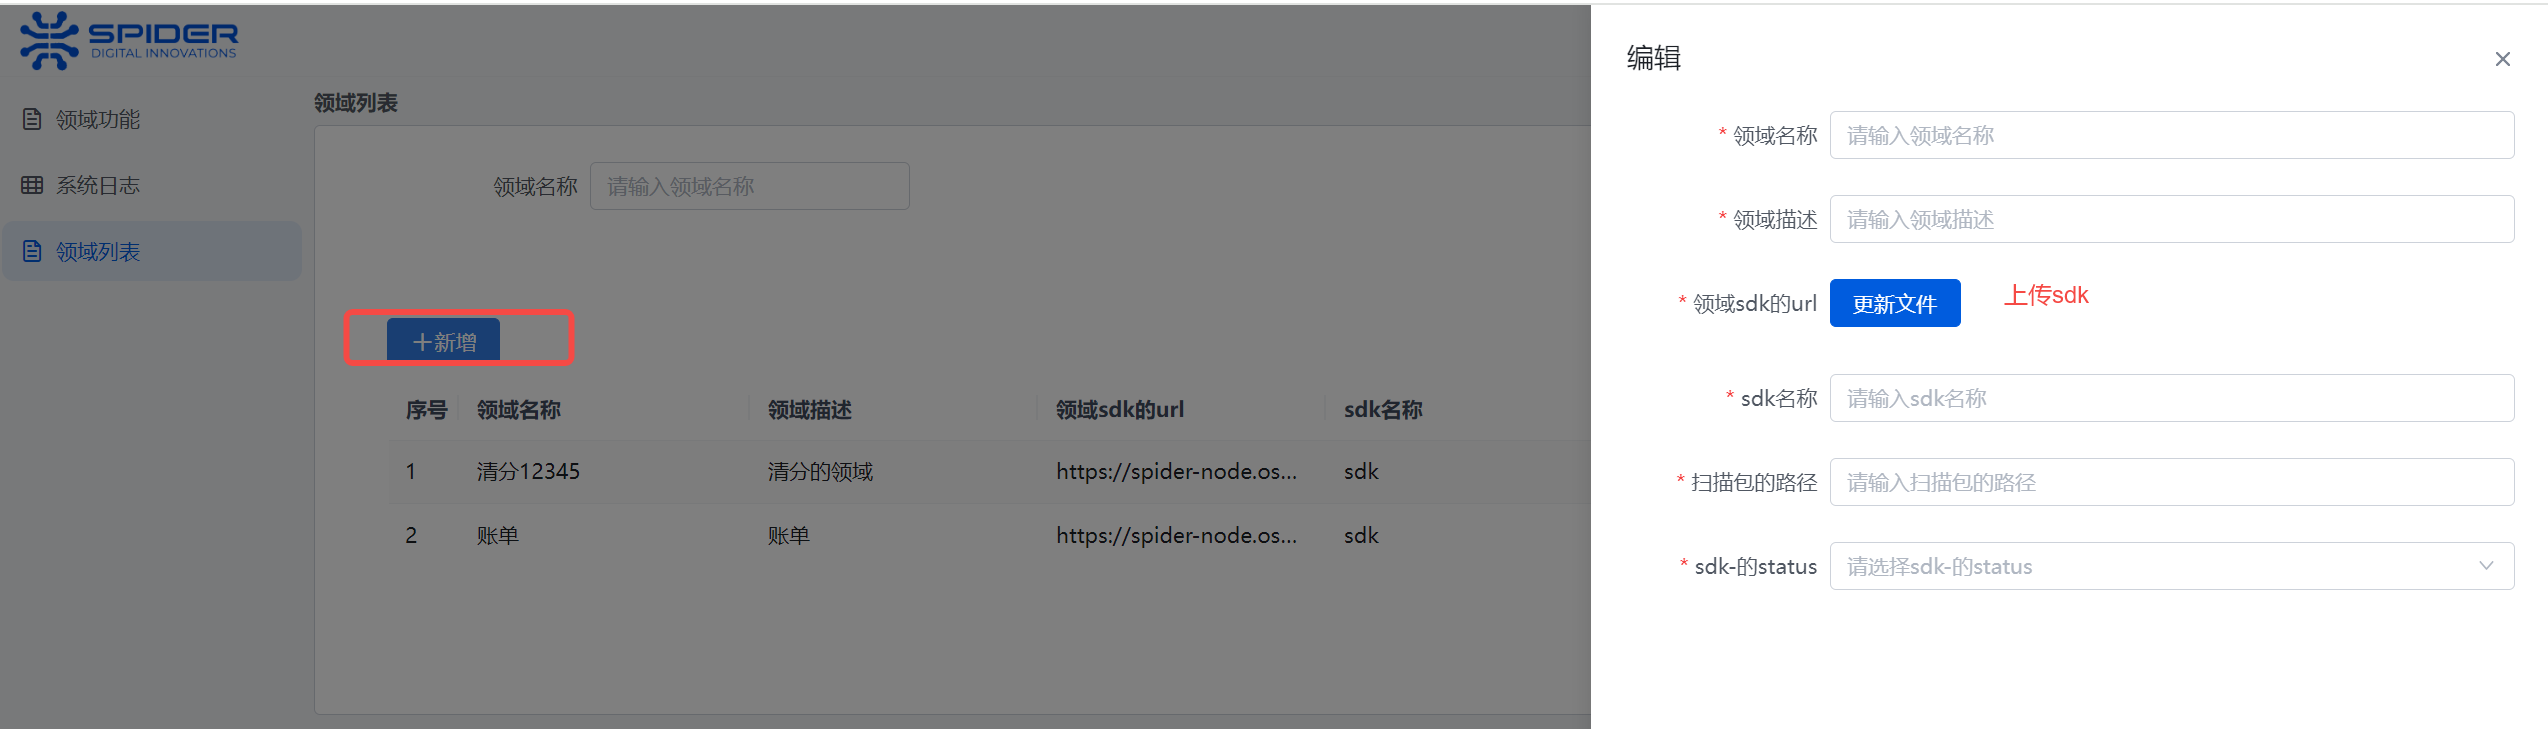 SPIDER
DIGITAL INNOVATIONS
领域功能
系统日志
领域列表
领域列表
领域名称 请输入领域名称
+新增
序号 领域名称 领域描述 领域sdk的url sdk名称
1 清分12345 清分的领域 https://spider-node.os... sdk
2 账单 账单 https://spider-node.os... sdk
编辑
* 领域名称 请输入领域名称
* 领域描述 请输入领域描述
* 领域sdk的url 更新文件 上传sdk
* sdk名称 请输入sdk名称
* 扫描包的路径 请输入扫描包的路径
* sdk-的status 请选择sdk-的status